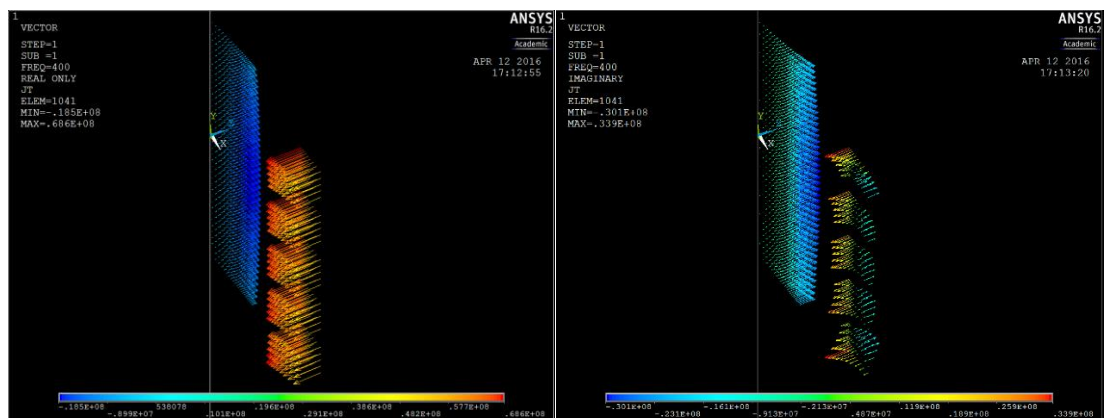 1
VECTOR
STEP=1
SUB =1
FREQ=400
REAL ONLY
JT
ELEM=1041
MIN=-.185E+08
MAX=.686E+08
ANSYS
R16.2
Academic
APR 12 2016
17:12:55
Y
X
-.185E+08 538078 .196E+08 .386E+08 .577E+08
-.899E+07 .101E+08 .291E+08 .482E+08 .686E+08
1
VECTOR
STEP=1
SUB =1
FREQ=400
IMAGINARY
JT
ELEM=1041
MIN=-.301E+08
MAX=.339E+08
ANSYS
R16.2
Academic
APR 12 2016
17:13:20
Y
X
-.301E+08 -.161E+08 -.213E+07 .119E+08 .259E+08
-.231E+08 -.913E+07 .487E+07 .189E+08 .339E+08